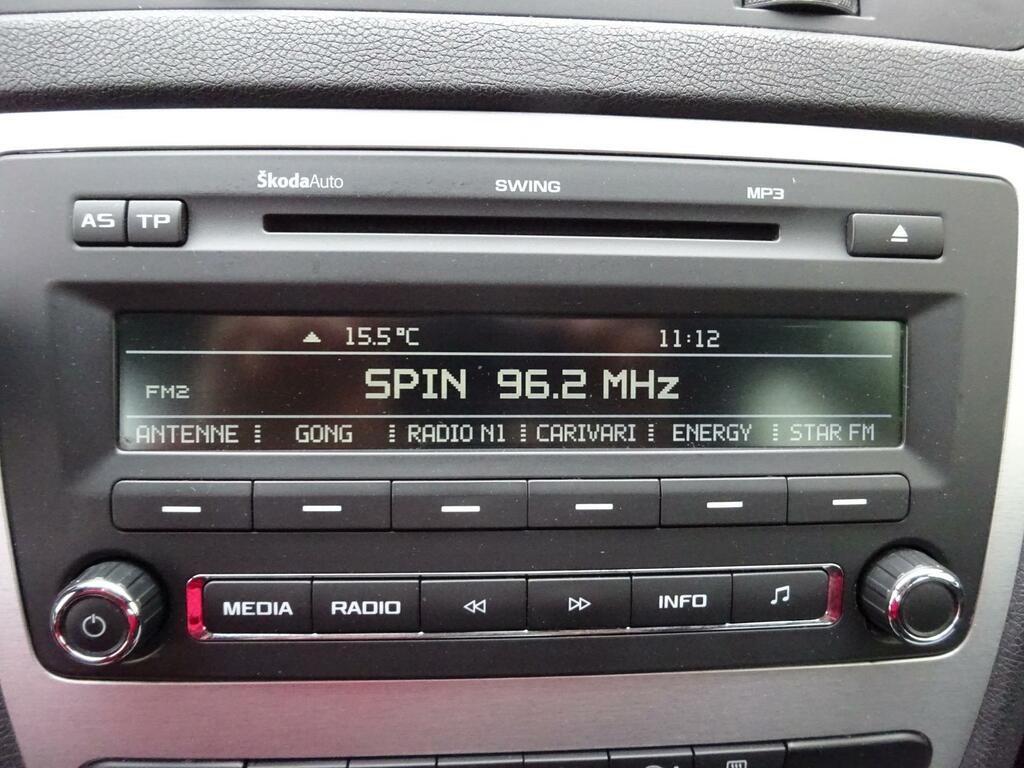 ŠkodaAuto SWING MP3
AS TP
15.5°C 11:12
FM2 SPIN 96.2 MHz
ANTENNE GONG RADIO N1 CARIVARI ENERGY STAR FM
MEDIA RADIO INFO